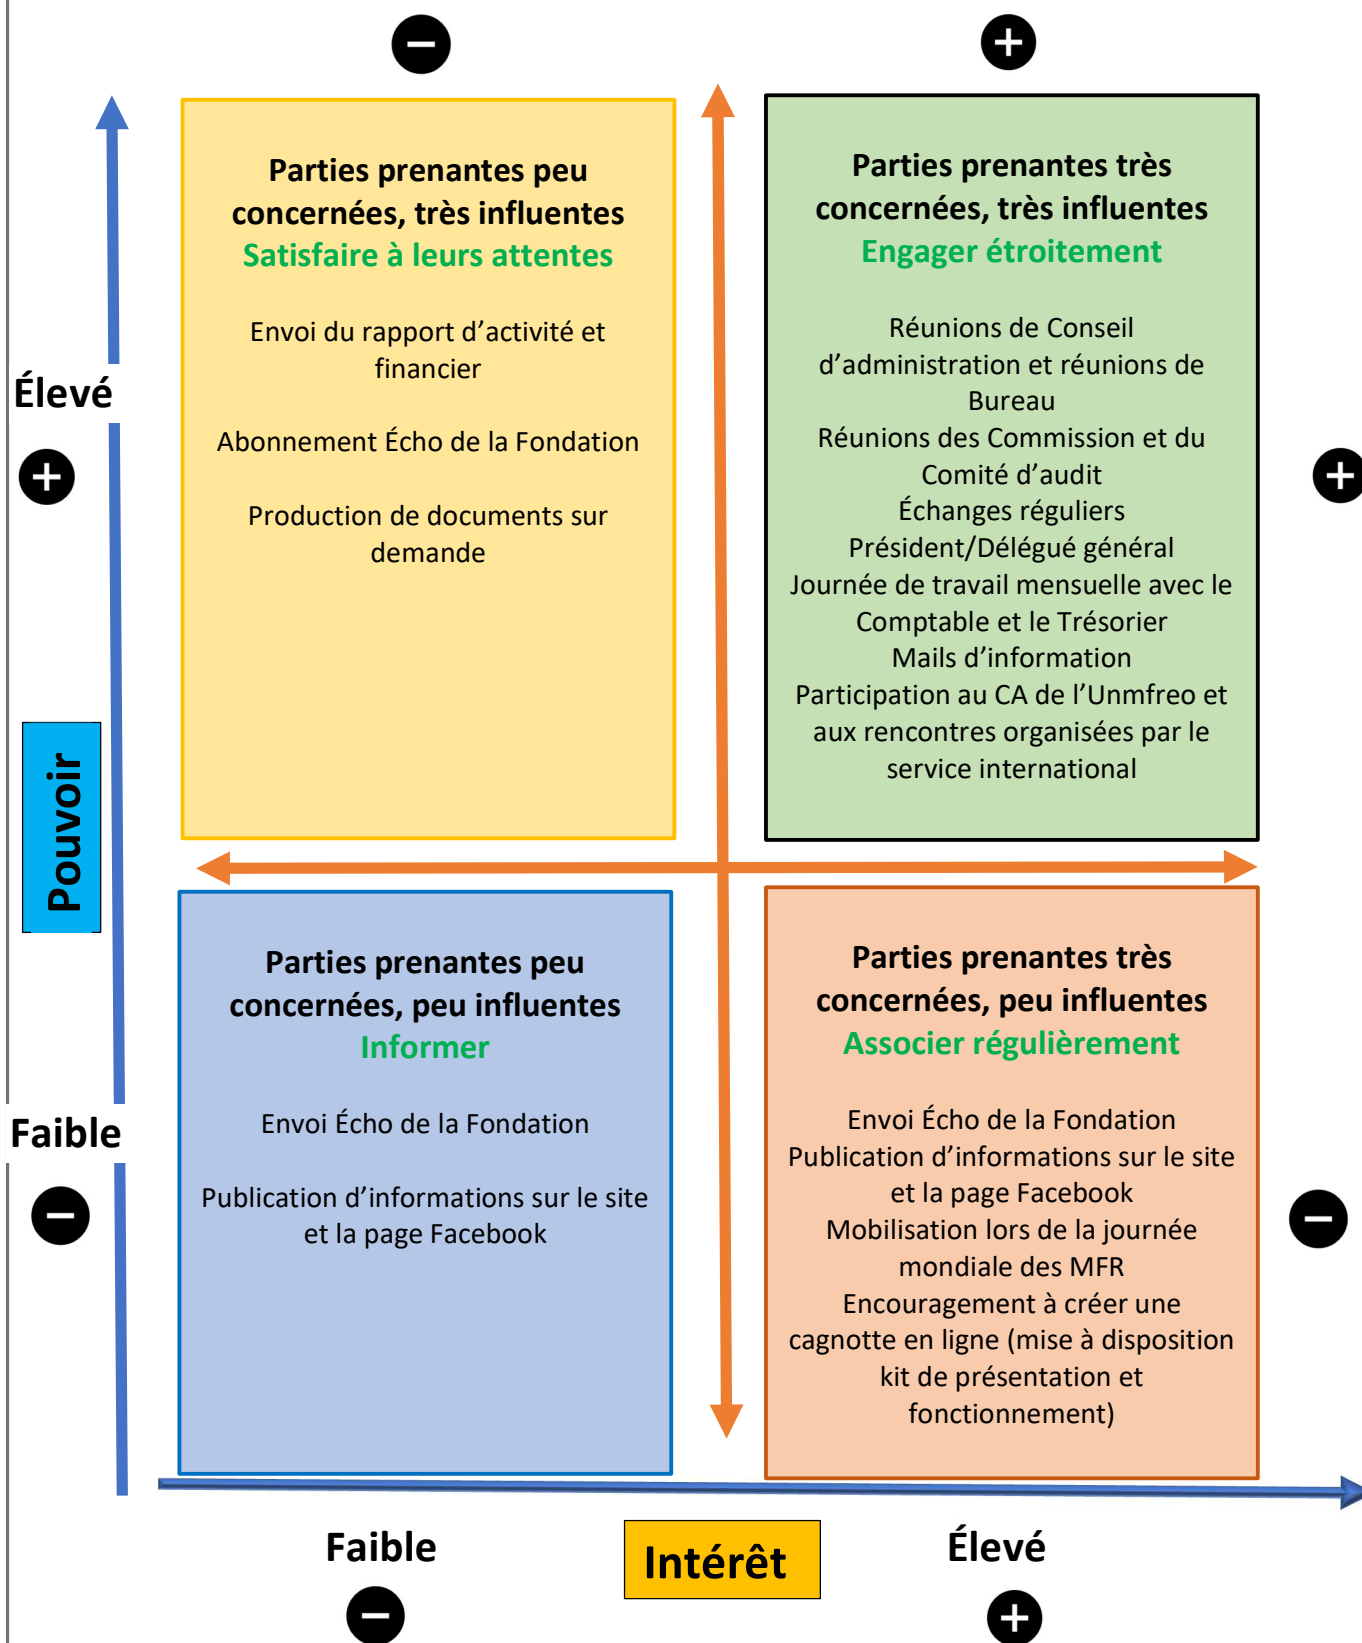 Parties prenantes peu
concernées, très influentes
Satisfaire à leurs attentes
Envoi du rapport d’activité et
financier
Abonnement Écho de la Fondation
Production de documents sur
demande
Parties prenantes très
concernées, très influentes
Engager étroitement
Réunions de Conseil
d’administration et réunions de
Bureau
Réunions des Commission et du
Comité d’audit
Échanges réguliers
Président/Délégué général
Journée de travail mensuelle avec le
Comptable et le Trésorier
Mails d’information
Participation au CA de l’Unmfreo et
aux rencontres organisées par le
service international
Élevé
Pouvoir
Faible
Parties prenantes peu
concernées, peu influentes
Informer
Envoi Écho de la Fondation
Publication d’informations sur le site
et la page Facebook
Parties prenantes très
concernées, peu influentes
Associer régulièrement
Envoi Écho de la Fondation
Publication d’informations sur le site
et la page Facebook
Mobilisation lors de la journée
mondiale des MFR
Encouragement à créer une
cagnotte en ligne (mise à disposition
kit de présentation et
fonctionnement)
Faible
Intérêt
Élevé